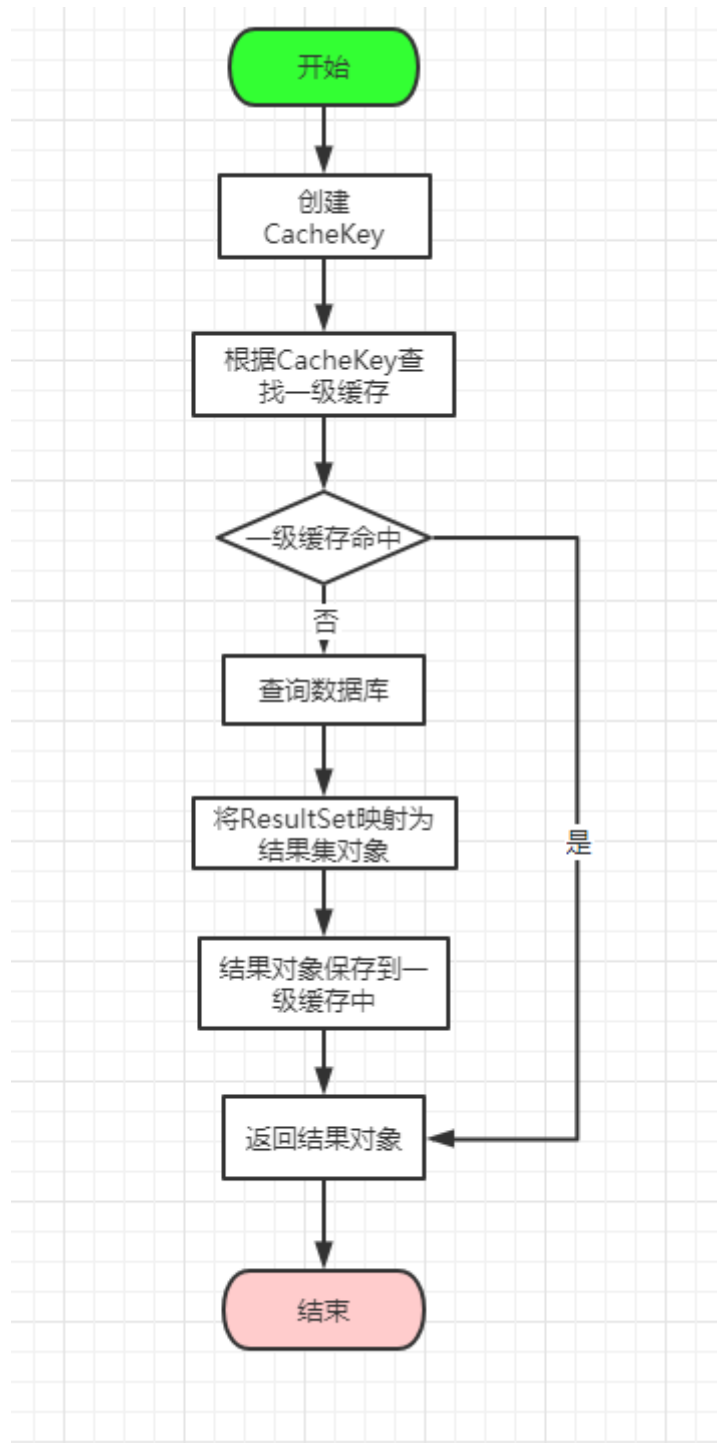 开始
创建
CacheKey
根据CacheKey查
找一级缓存
一级缓存命中
否
查询数据库
将ResultSet映射为
结果集对象
是
结果对象保存到一
级缓存中
返回结果对象
结束